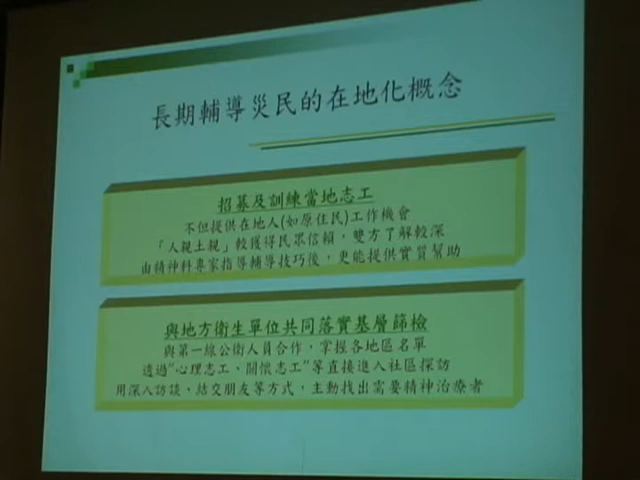 長期輔導災民的在地化概念
招募及訓練當地志工
不但提供在地人(如原住民)工作機會
「人親土親」較獲得民眾信賴，雙方了解較深
由精神科專家指導輔導技巧後，更能提供實質幫助
與地方衛生單位共同落實基層篩檢
與第一線公衛人員合作，掌握各地區名單
透過“心理志工、關懷志工”等直接進入社區探訪
用深入訪談、結交朋友等方式，主動找出需要精神治療者